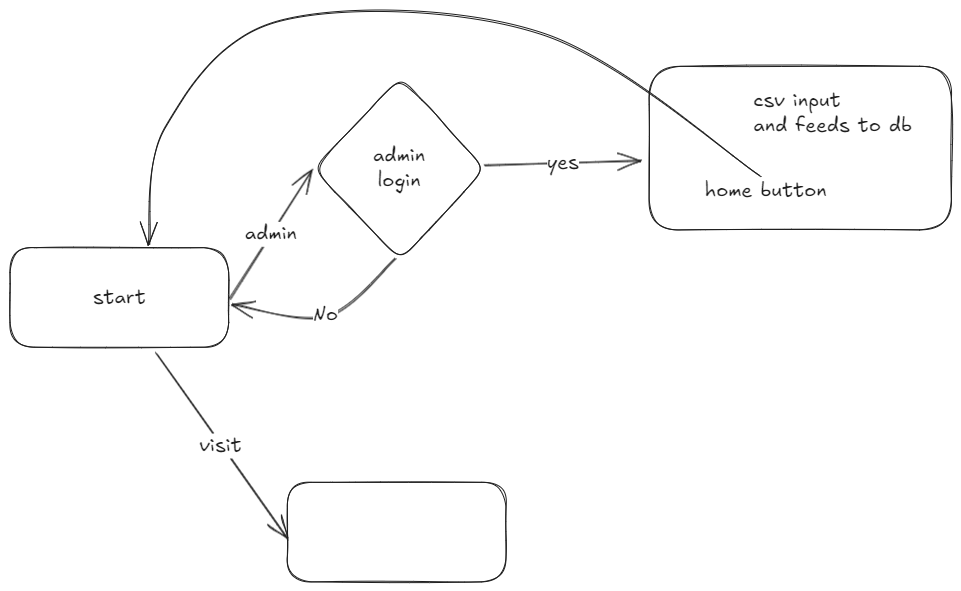 csv input
and feeds to db
admin
login
yes
home button
admin
start
No
visit